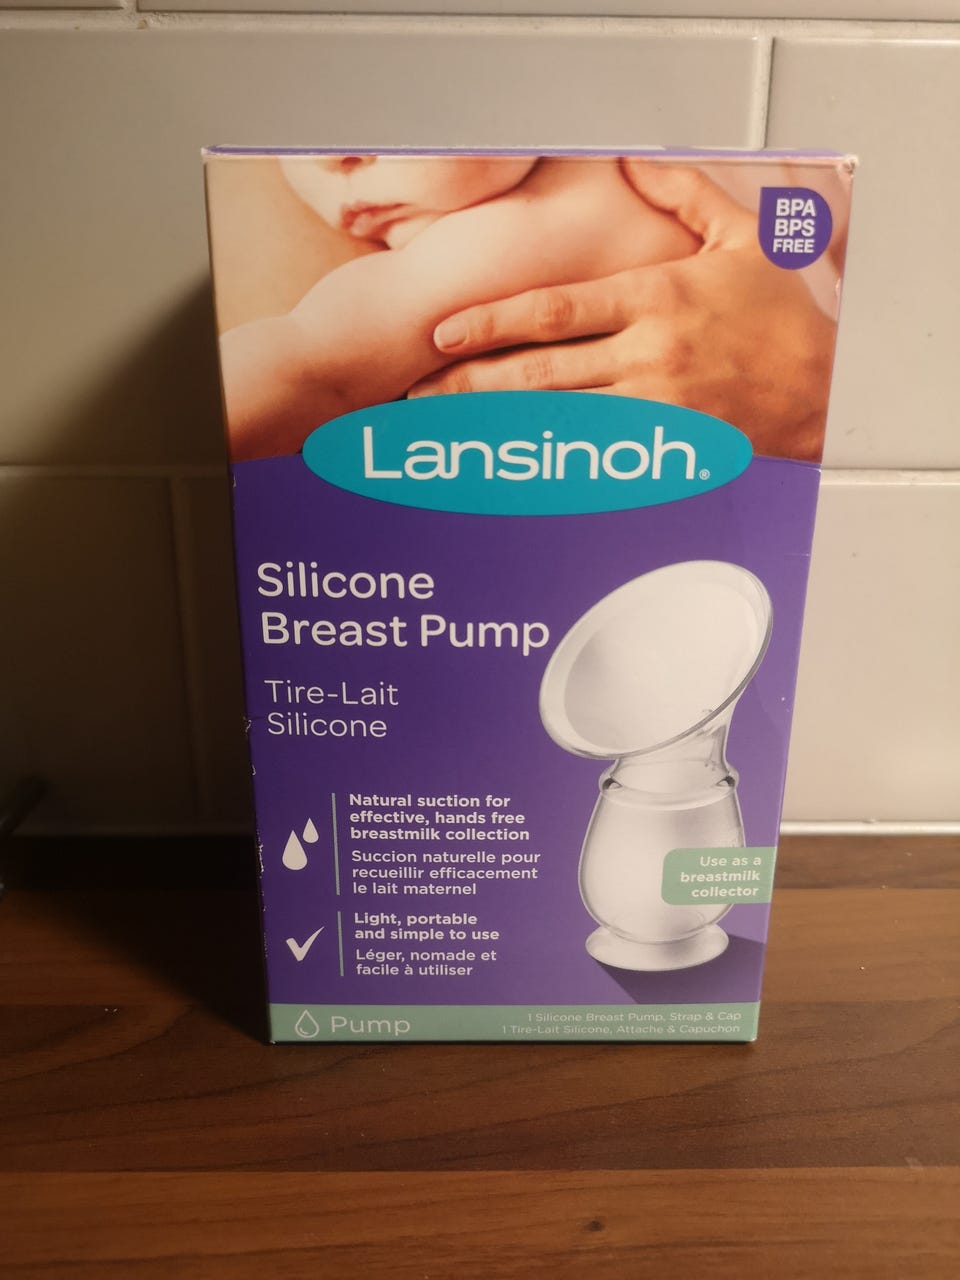 BPA
BPS
FREE
Lansinoh®
Silicone
Breast Pump
Tire-Lait
Silicone
Natural suction for
effective, hands free
breastmilk collection
Succion naturelle pour
recueillir efficacement
le lait maternel
Use as a
breastmilk
collector
Light, portable
and simple to use
Léger, nomade et
facile à utiliser
Pump
1 Silicone Breast Pump, Strap & Cap
1 Tire-Lait Silicone, Attache & Capuchon